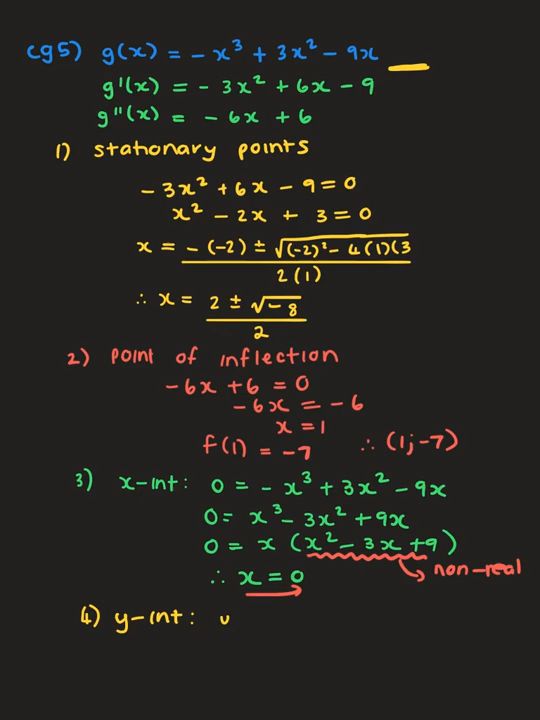 cg5) g(x) = - x³ + 3x² - 9x
g'(x) = - 3x² + 6x - 9
g"(x) = - 6x + 6
1) stationary points
- 3x² + 6x - 9 = 0
x² - 2x + 3 = 0
x = - (-2) ± √(-2)² - 4(1)(3
2(1)
∴ x = 2 ± √-8
2
2) point of inflection
-6x + 6 = 0
-6x = -6
x = 1
f(1) = -7 ∴ (1; -7)
3) x-int: 0 = - x³ + 3x² - 9x
0 = x³ - 3x² + 9x
0 = x (x² - 3x + 9)
∴ x = 0 non-real
4) y-int: